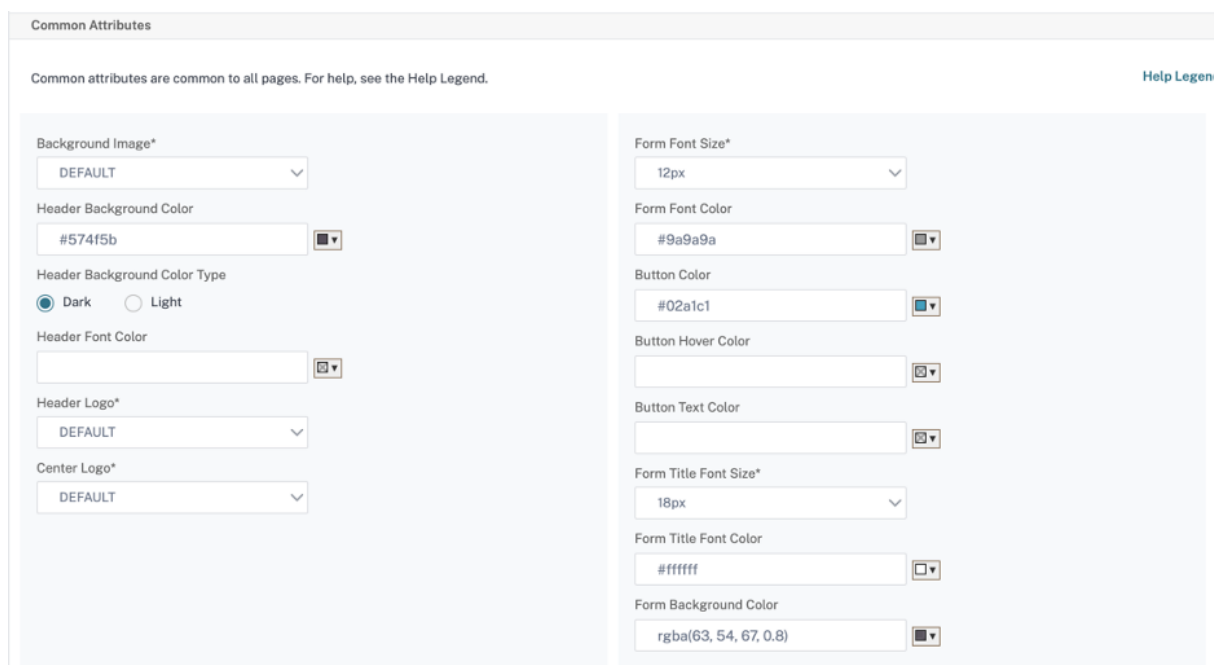 Common Attributes
Common attributes are common to all pages. For help, see the Help Legend.
Help Legen
Background Image*
DEFAULT
Header Background Color
#574f5b
Header Background Color Type
Dark
Light
Header Font Color
Header Logo*
DEFAULT
Center Logo*
DEFAULT
Form Font Size*
12px
Form Font Color
#9a9a9a
Button Color
#02a1c1
Button Hover Color
Button Text Color
Form Title Font Size*
18px
Form Title Font Color
#ffffff
Form Background Color
rgba(63, 54, 67, 0.8)